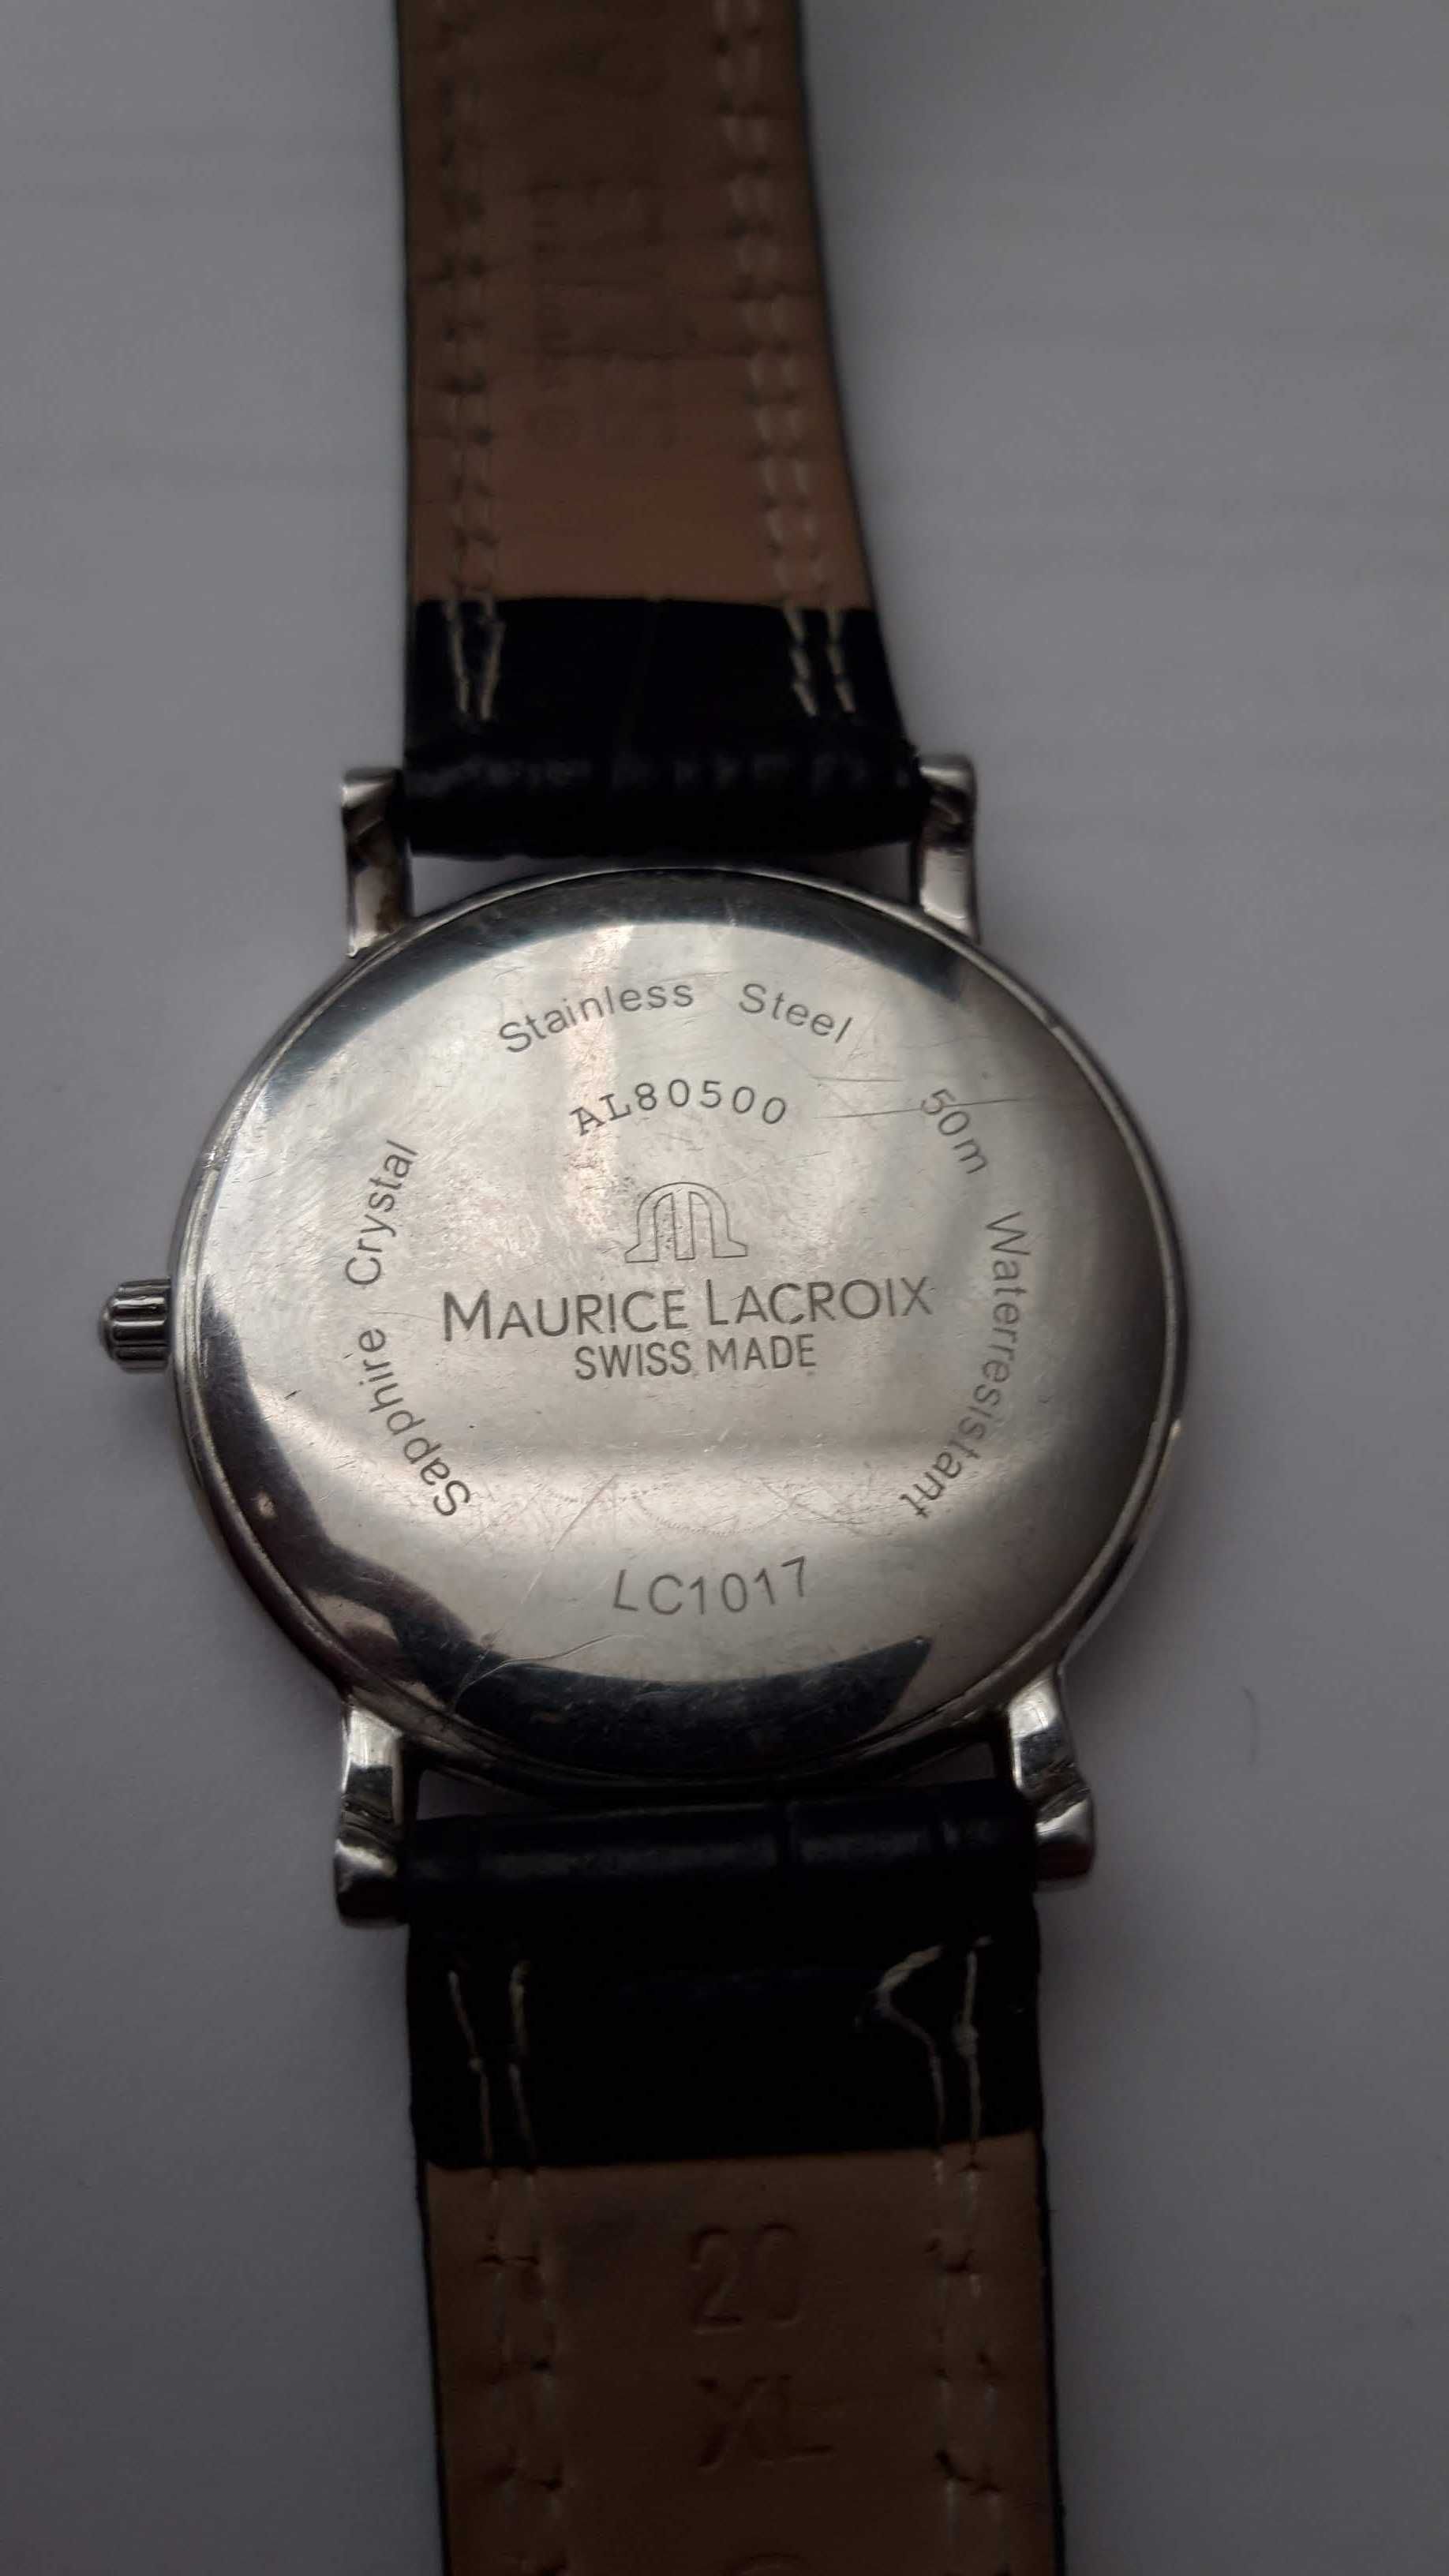 Stainless Steel
AL80500
50m Waterresistant
Sapphire Crystal
MAURICE LACROIX
SWISS MADE
LC1017
20
XL